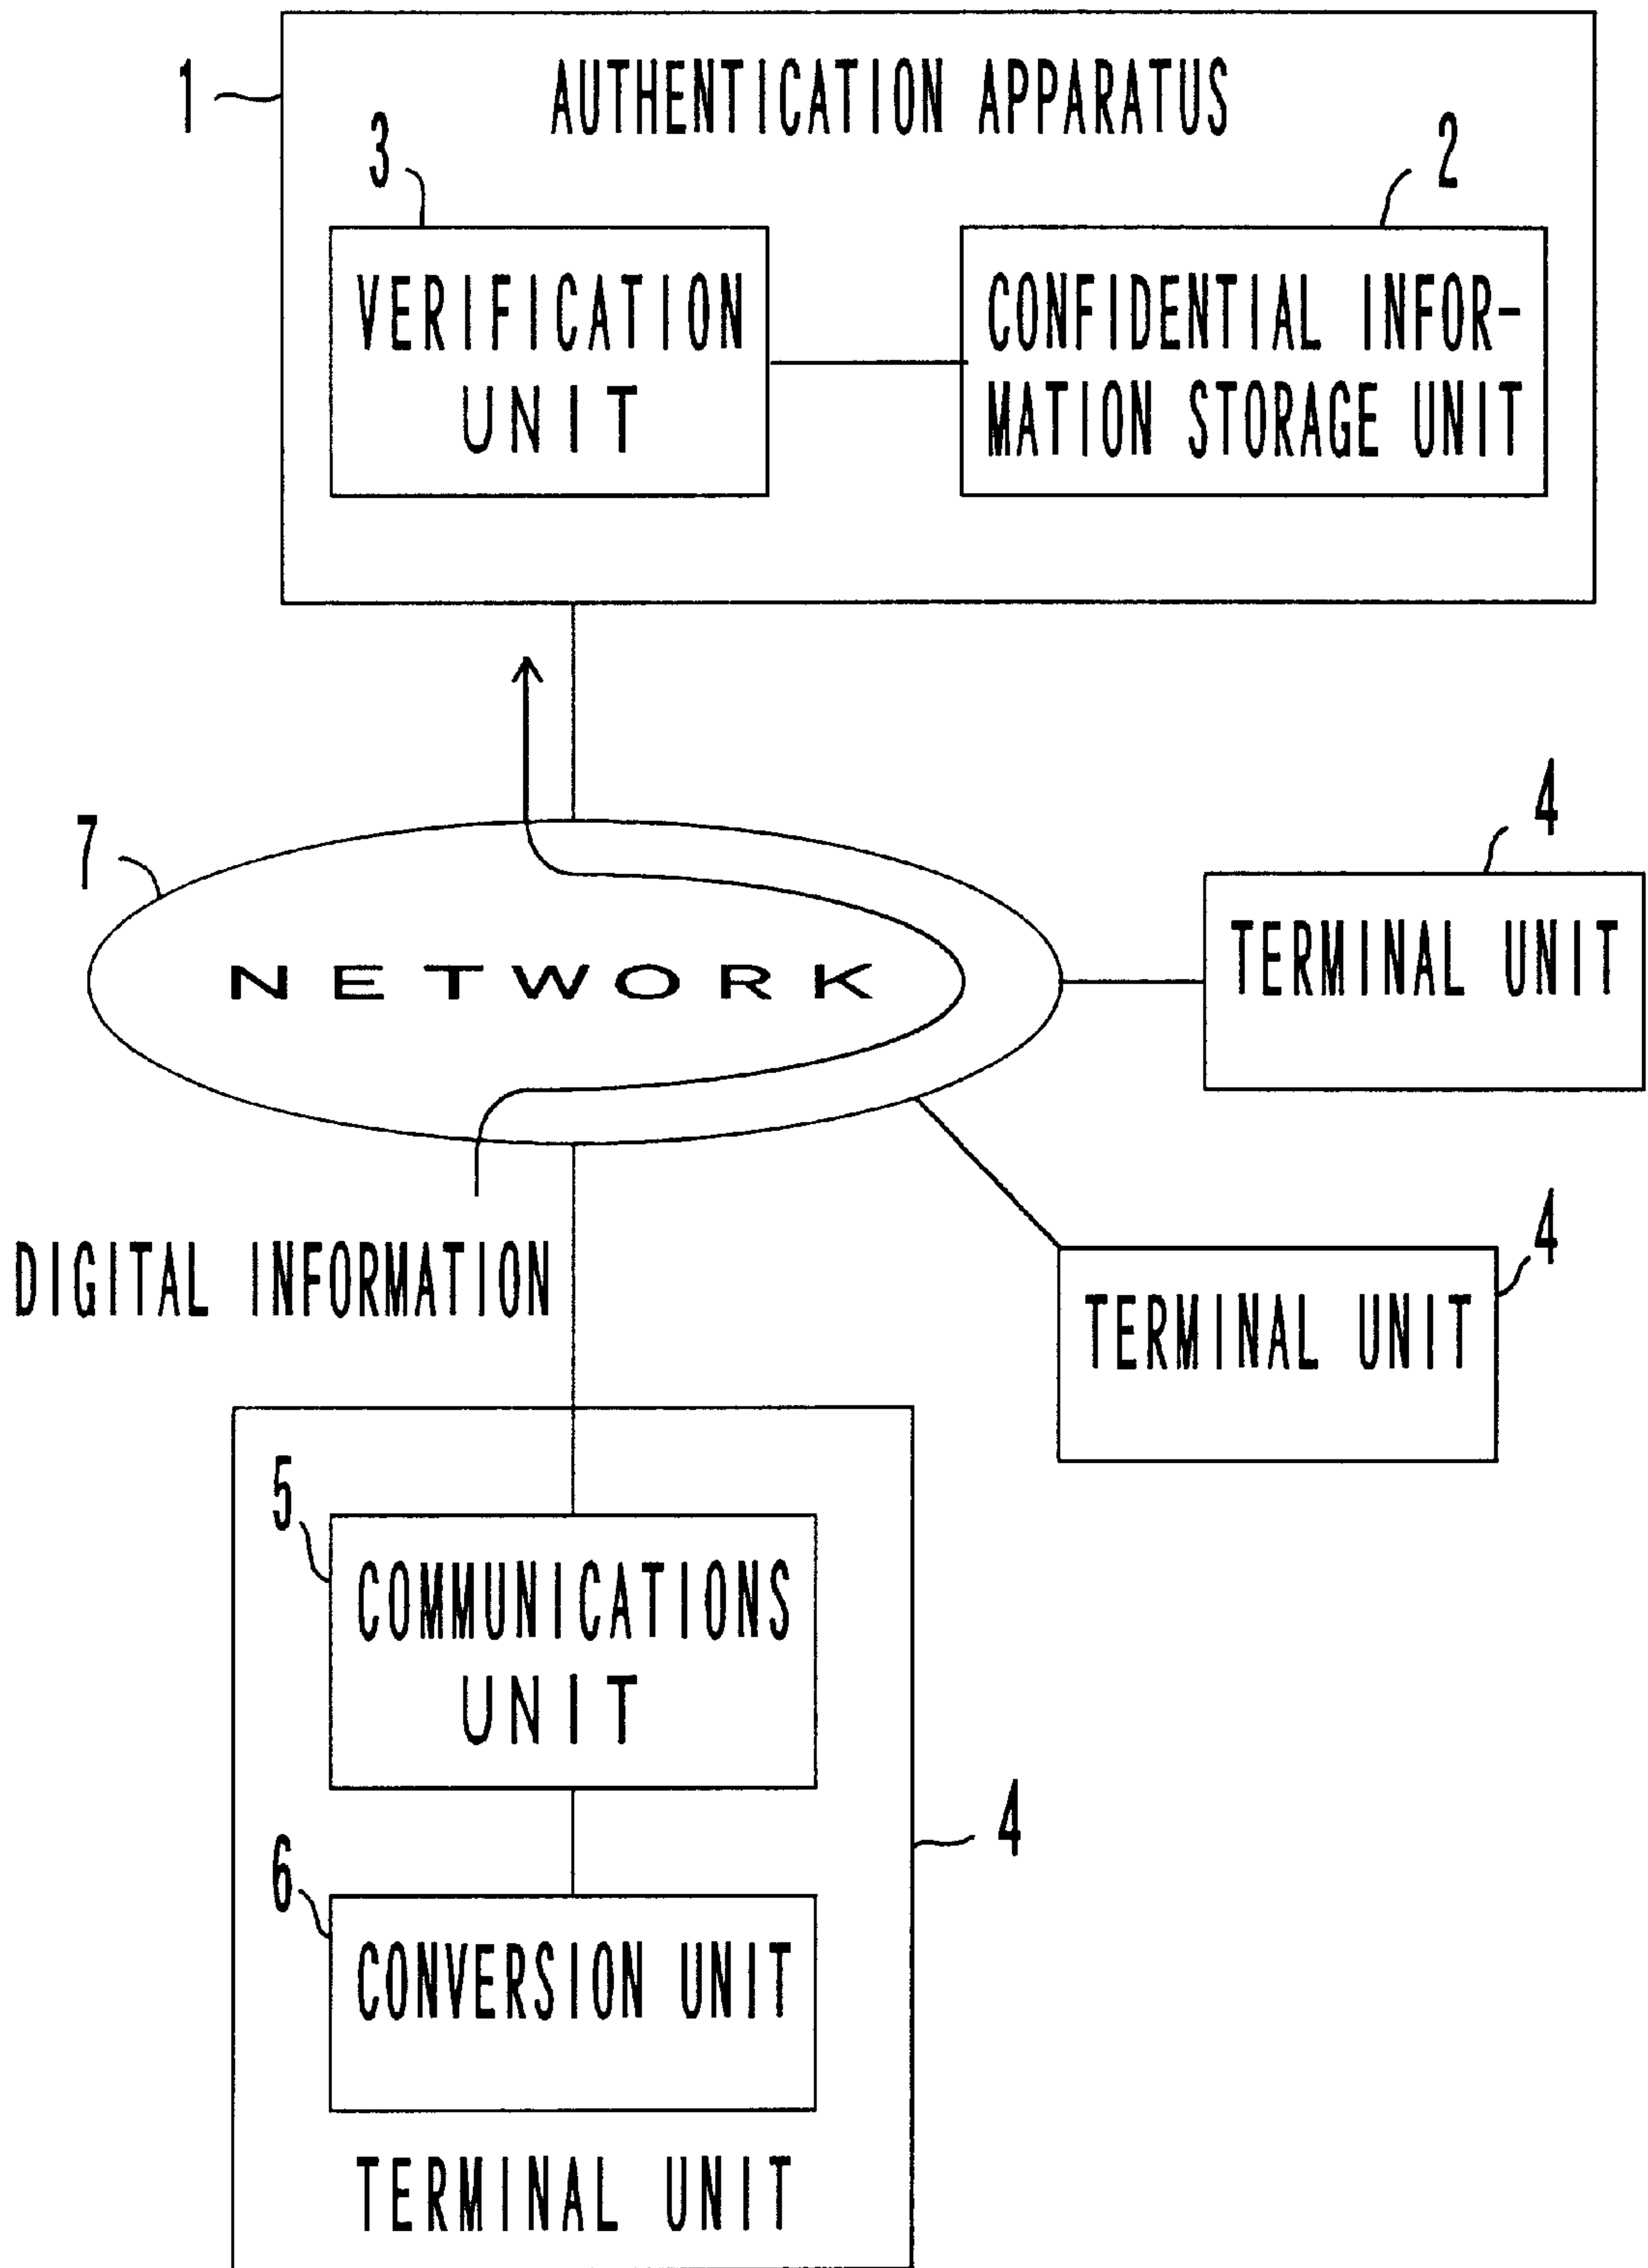 1
AUTHENTICATION APPARATUS
3
2
VERIFICATION
UNIT
CONFIDENTIAL INFOR-
MATION STORAGE UNIT
7
NETWORK
4
TERMINAL UNIT
4
TERMINAL UNIT
DIGITAL INFORMATION
5
COMMUNICATIONS
UNIT
4
6
CONVERSION UNIT
TERMINAL UNIT